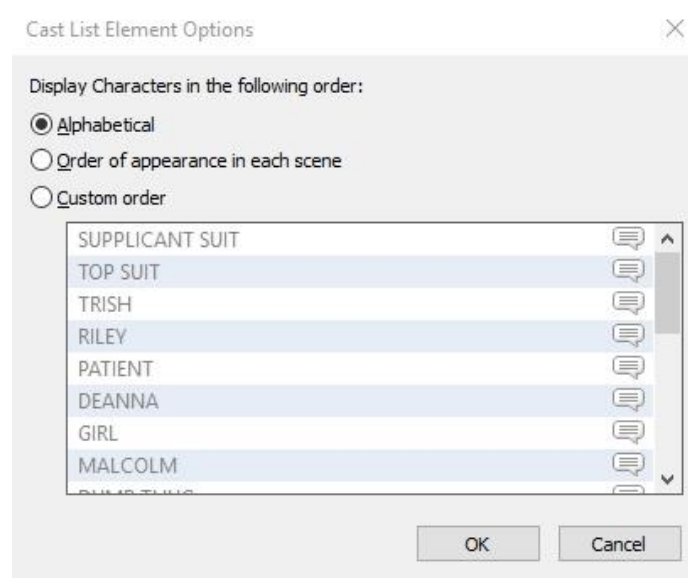 Cast List Element Options
Display Characters in the following order:
Alphabetical
Order of appearance in each scene
Custom order
SUPPLICANT SUIT
TOP SUIT
TRISH
RILEY
PATIENT
DEANNA
GIRL
MALCOLM
OK Cancel